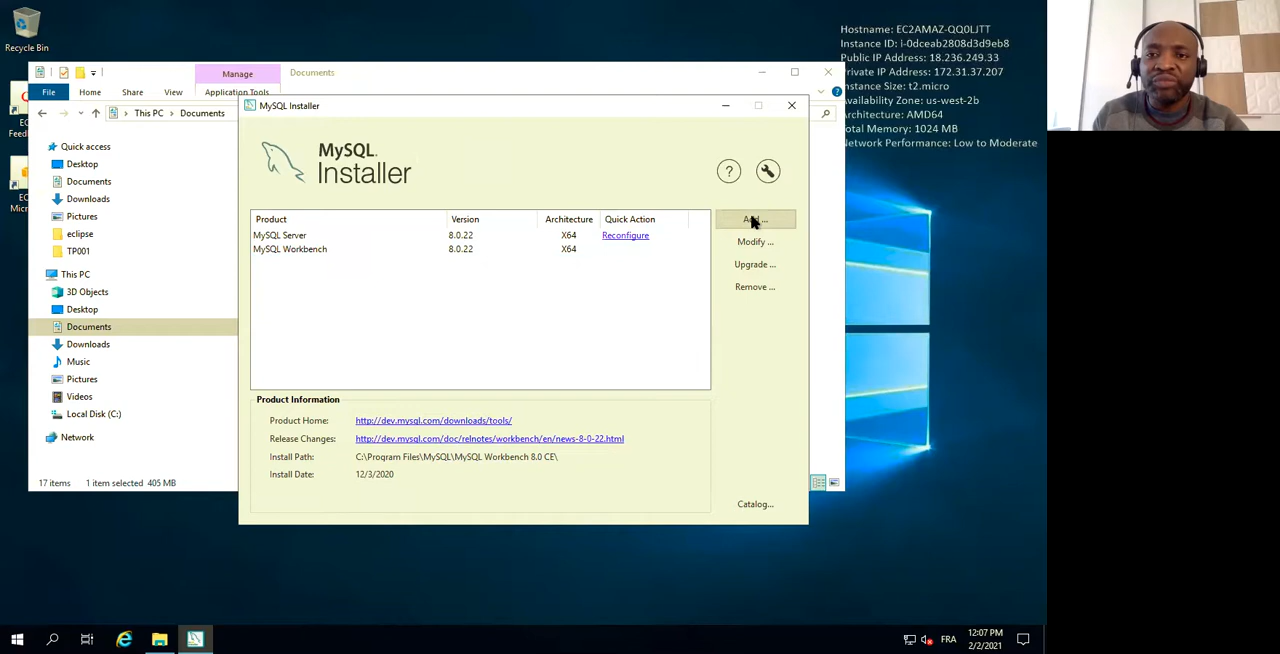 Recycle Bin
Hostname: EC2AMAZ-QQ0LJTT
Instance ID: i-0dceab2808d3d9eb8
Public IP Address: 18.236.249.33
Private IP Address: 172.31.37.207
Instance Size: t2.micro
Availability Zone: us-west-2b
Architecture: AMD64
Total Memory: 1024 MB
Network Performance: Low to Moderate
EC
Feed
EC
Micr
Manage
Documents
File
Home
Share
View
Application Tools
This PC
Documents
Quick access
Desktop
Documents
Downloads
Pictures
eclipse
TP001
This PC
3D Objects
Desktop
Documents
Downloads
Music
Pictures
Videos
Local Disk (C:)
Network
17 items
1 item selected 405 MB
MySQL Installer
MySQL.
Installer
?
Product Version Architecture Quick Action
MySQL Server 8.0.22 X64 Reconfigure
MySQL Workbench 8.0.22 X64
Modify ...
Upgrade ...
Remove ...
Product Information
Product Home: http://dev.mysql.com/downloads/tools/
Release Changes: http://dev.mysql.com/doc/relnotes/workbench/en/news-8-0-22.html
Install Path: C:\Program Files\MySQL\MySQL Workbench 8.0 CE\
Install Date: 12/3/2020
Catalog...
FRA
12:07 PM
2/2/2021